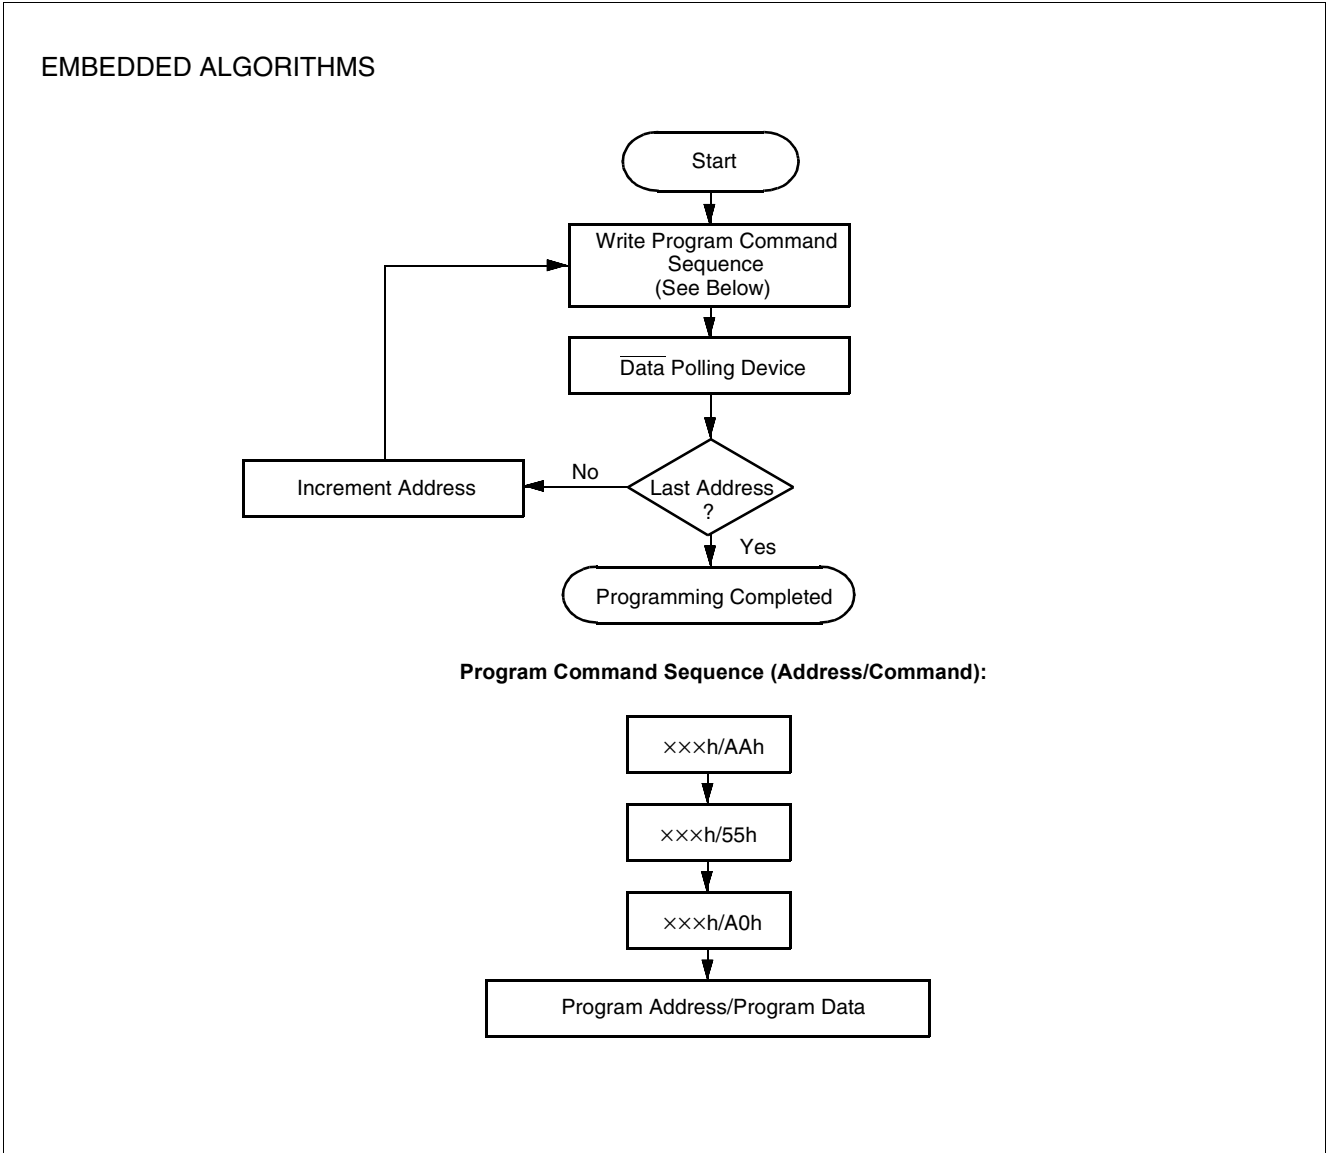 EMBEDDED ALGORITHMS
Start
Write Program Command
Sequence
(See Below)
Data Polling Device
No
Increment Address
Last Address
?
Yes
Programming Completed
Program Command Sequence (Address/Command):
×××h/AAh
×××h/55h
×××h/A0h
Program Address/Program Data